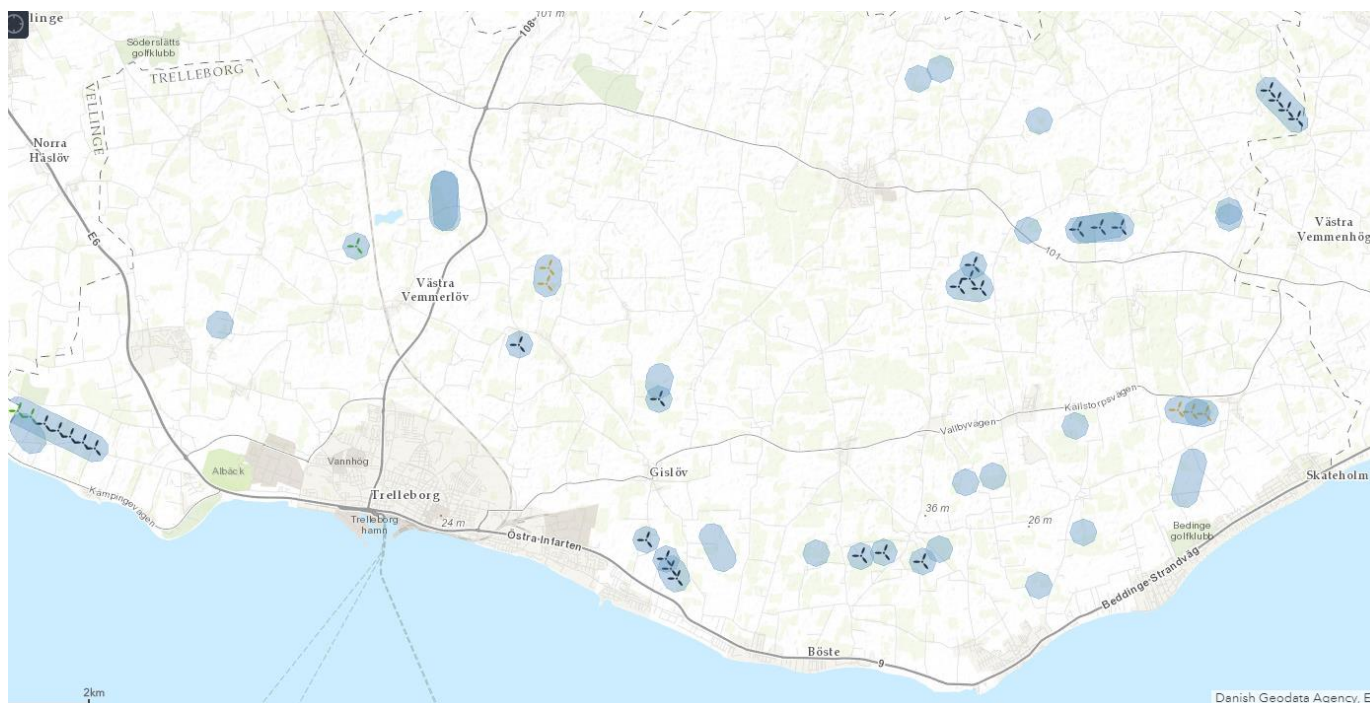 linge
101 m
108
Söderslätts
golfklubb
TRELLEBORG
VELLINGE
Norra
Håslöv
E6
Västra
Vemmenhög
101
Västra
Vemmerlöv
Källstorpsvägen
Vallbyvägen
Vannhög
Gislöv
Albäck
Skateholm
Trelleborg
Kämpingevägen
Trelleborg
hamn
24 m
36 m
26 m
Östra-Infarten
Bedinge
golfklubb
Beddinge-Strandväg
Böste
9
2km
Danish Geodata Agency, E